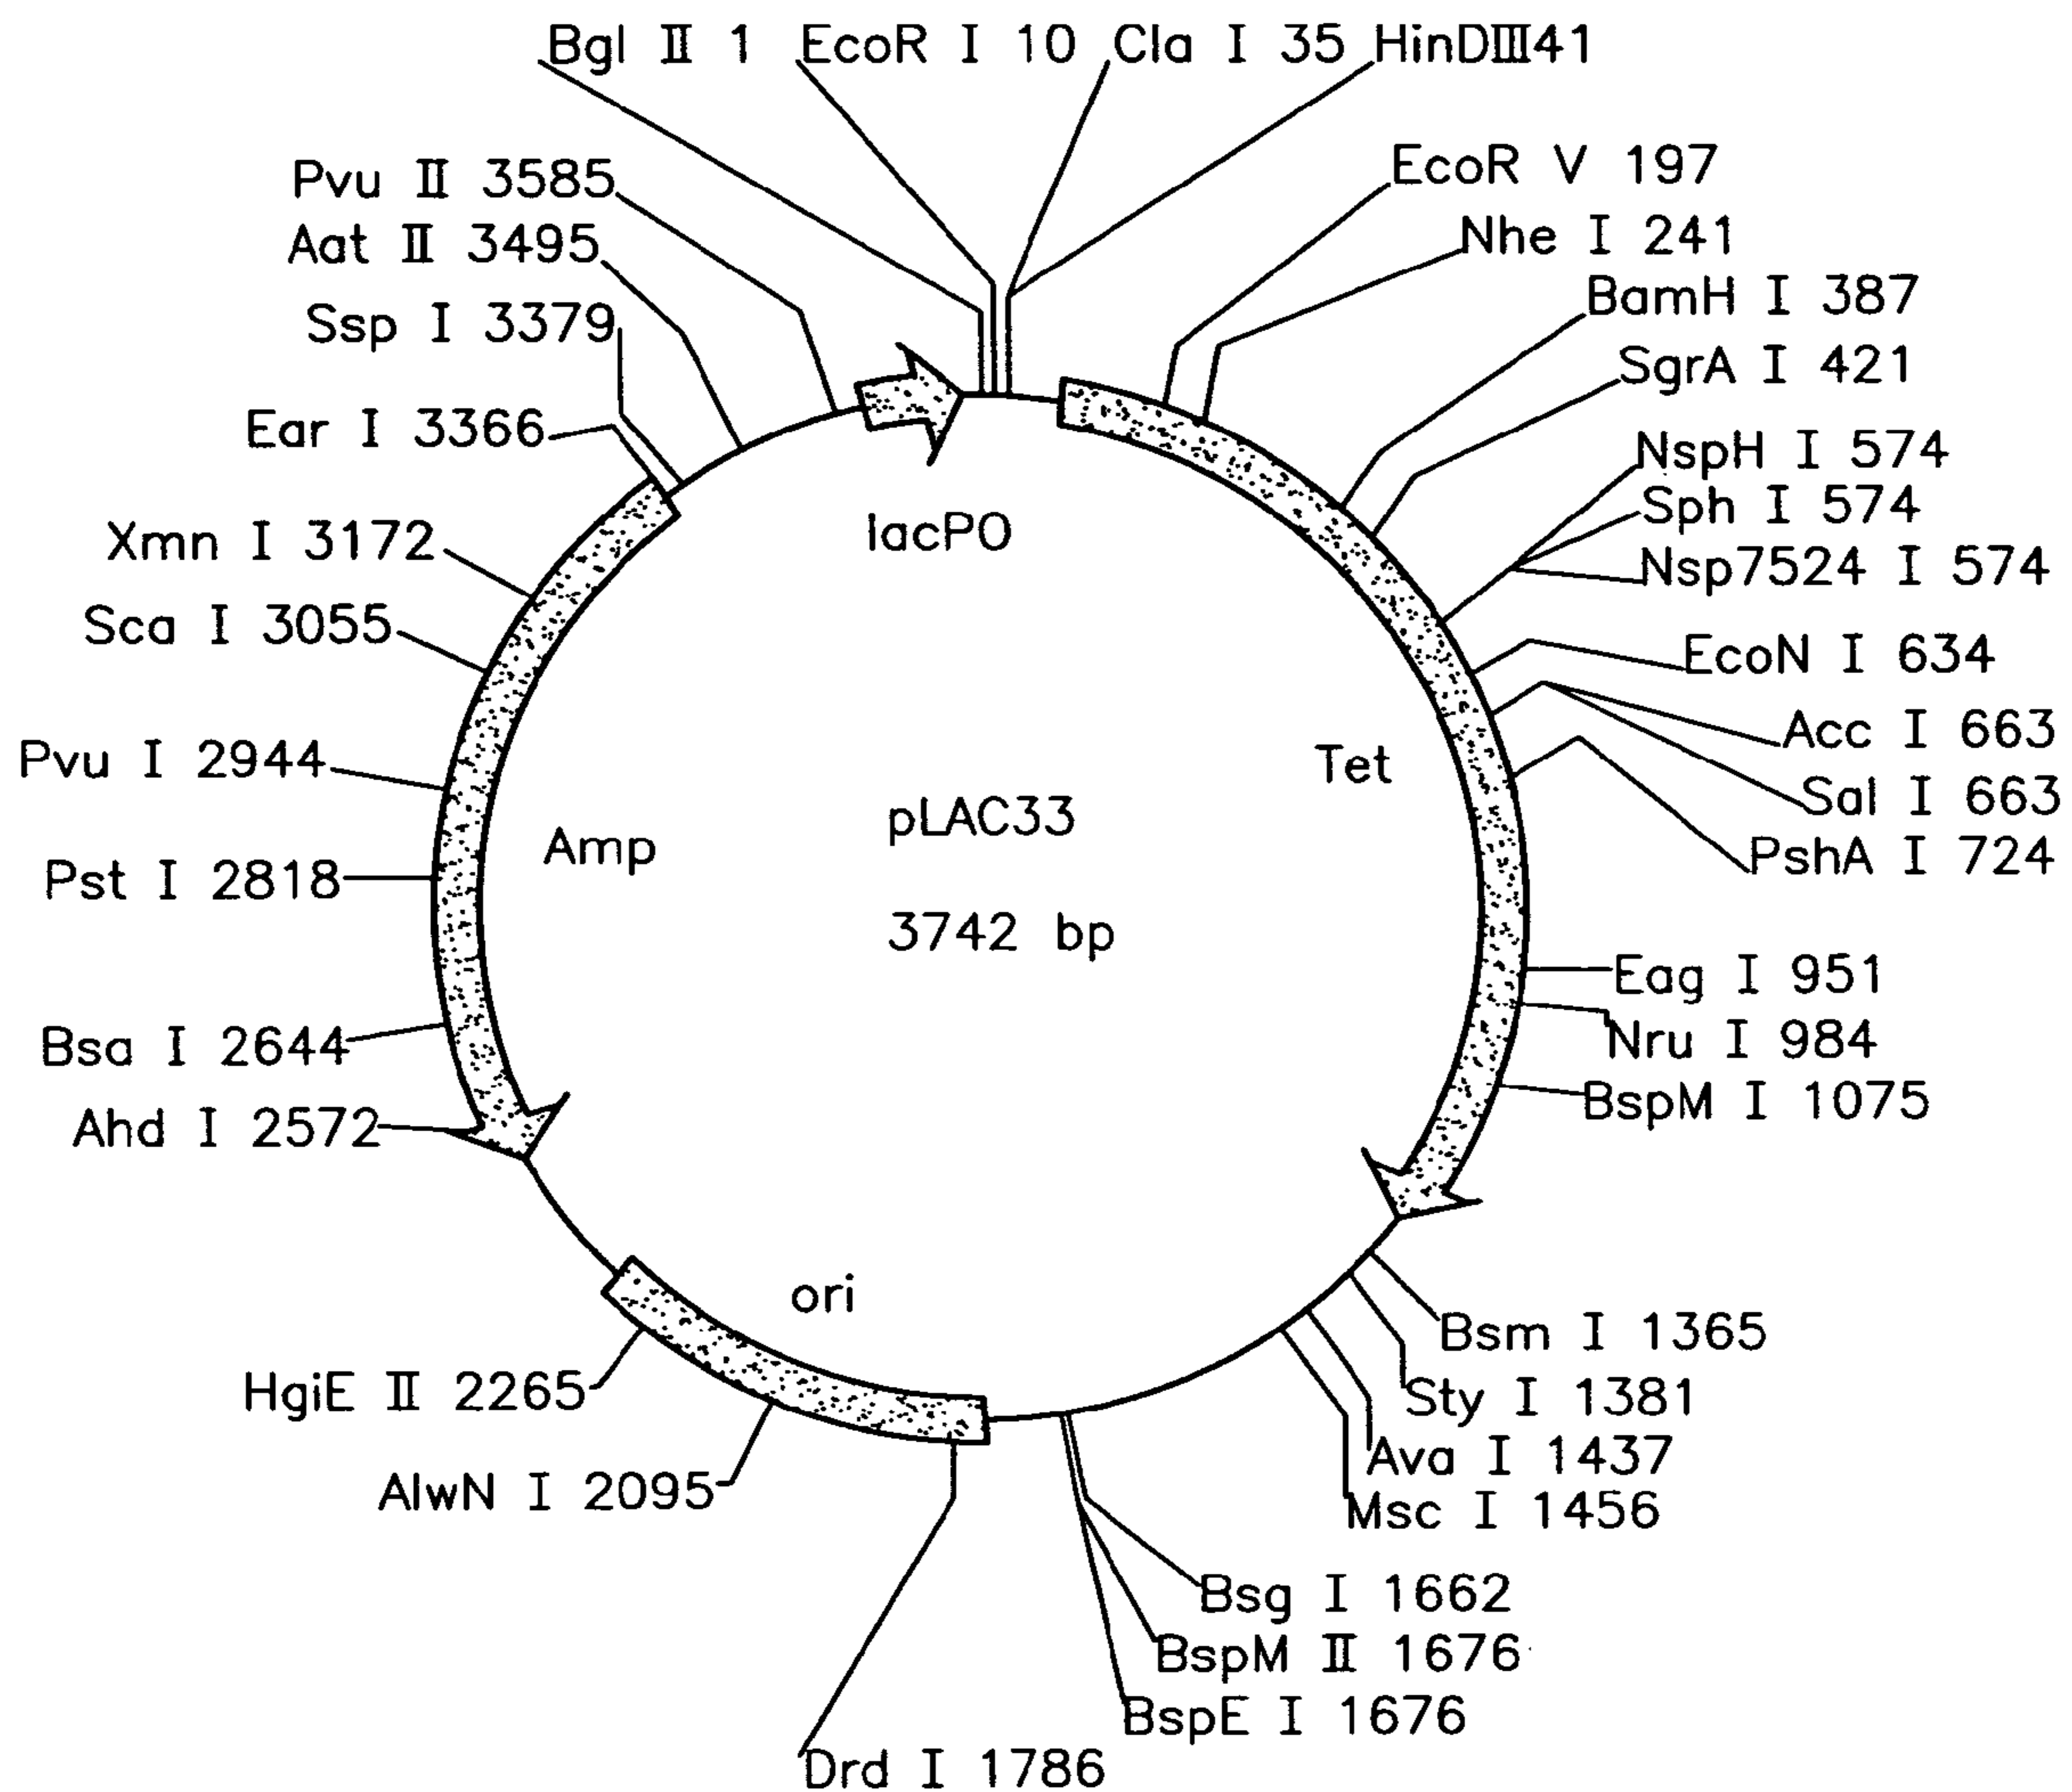 Bgl II 1 EcoR I 10 Cla I 35 HinDIII41
Pvu II 3585
EcoR V 197
Aat II 3495
Nhe I 241
BamH I 387
Ssp I 3379
SgrA I 421
Ear I 3366
NspH I 574
Sph I 574
lacPO
Xmn I 3172
Nsp7524 I 574
Sca I 3055
EcoN I 634
Acc I 663
Pvu I 2944
Tet
Sal I 663
pLAC33
Amp
PshA I 724
Pst I 2818
3742 bp
Eag I 951
Bsa I 2644
Nru I 984
BspM I 1075
Ahd I 2572
ori
Bsm I 1365
HgiE II 2265
Sty I 1381
Ava I 1437
AlwN I 2095
Msc I 1456
Bsg I 1662
BspM II 1676
BspE I 1676
Drd I 1786